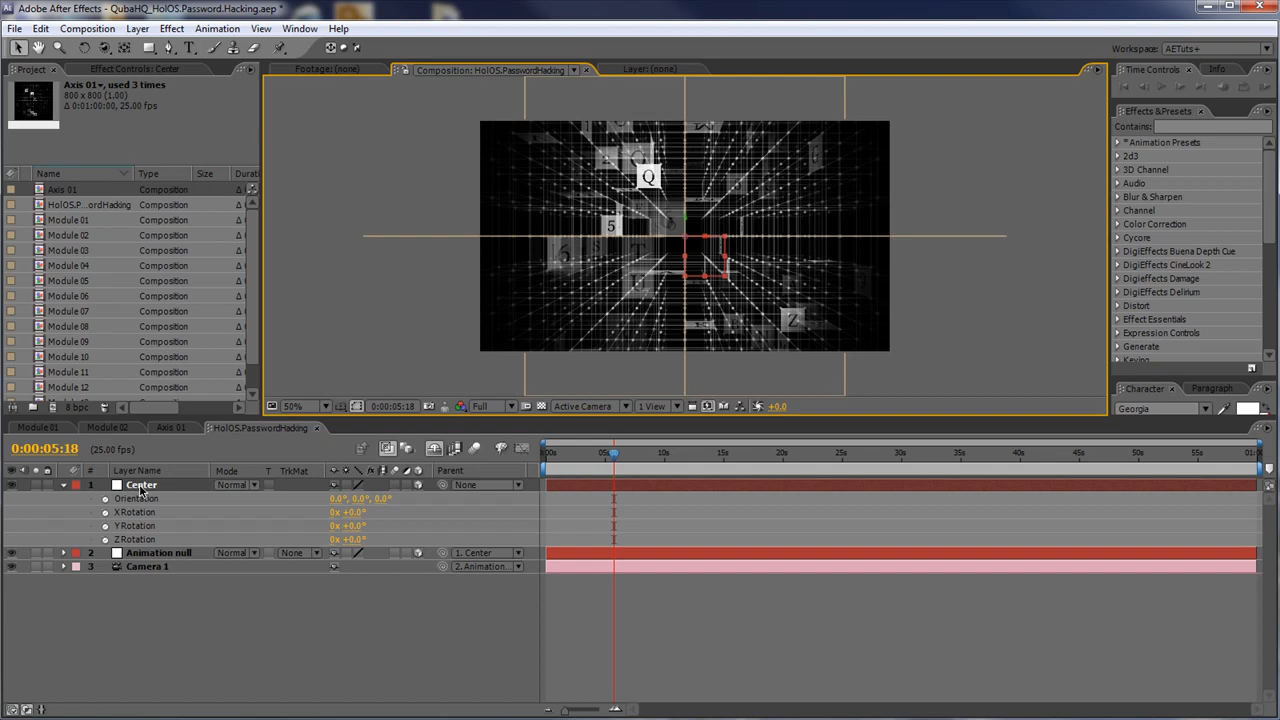 Adobe After Effects - QubaHQ_HolOS.Password.Hacking.aep *
File Edit Composition Layer Effect Animation View Window Help
Workspace: AETuts+
Project Effect Controls: Center
Footage: (none) Composition: HolOS.PasswordHacking Layer: (none)
Time Controls Info
Axis 01, used 3 times
800 x 800 (1.00)
Δ 0:01:00:00, 25.00 fps
Effects & Presets
Contains:
* Animation Presets
2d3
3D Channel
Audio
Blur & Sharpen
Channel
Color Correction
Cycore
DigiEffects Buena Depth Cue
DigiEffects CineLook 2
DigiEffects Damage
DigiEffects Delirium
Distort
Effect Essentials
Expression Controls
Generate
Keying
Name Type Size Durati
Axis 01 Composition
HolOS.P...ordHacking Composition
Module 01 Composition
Module 02 Composition
Module 03 Composition
Module 04 Composition
Module 05 Composition
Module 06 Composition
Module 07 Composition
Module 08 Composition
Module 09 Composition
Module 10 Composition
Module 11 Composition
Module 12 Composition
8 bpc
Q
5
6
T
Z
50% 0:00:05:18 Full Active Camera 1 View +0.0
Character Paragraph
Georgia
Module 01 Module 02 Axis 01 HolOS.PasswordHacking
0:00:05:18 (25.00 fps)
# Layer Name Mode T TrkMat Parent
:00s 05s 10s 15s 20s 25s 30s 35s 40s 45s 50s 55s 01:0
1 Center Normal None
Orientation 0.0°, 0.0°, 0.0°
X Rotation 0x +0.0°
Y Rotation 0x +0.0°
Z Rotation 0x +0.0°
2 Animation null Normal None 1. Center
3 Camera 1 2. Animation...